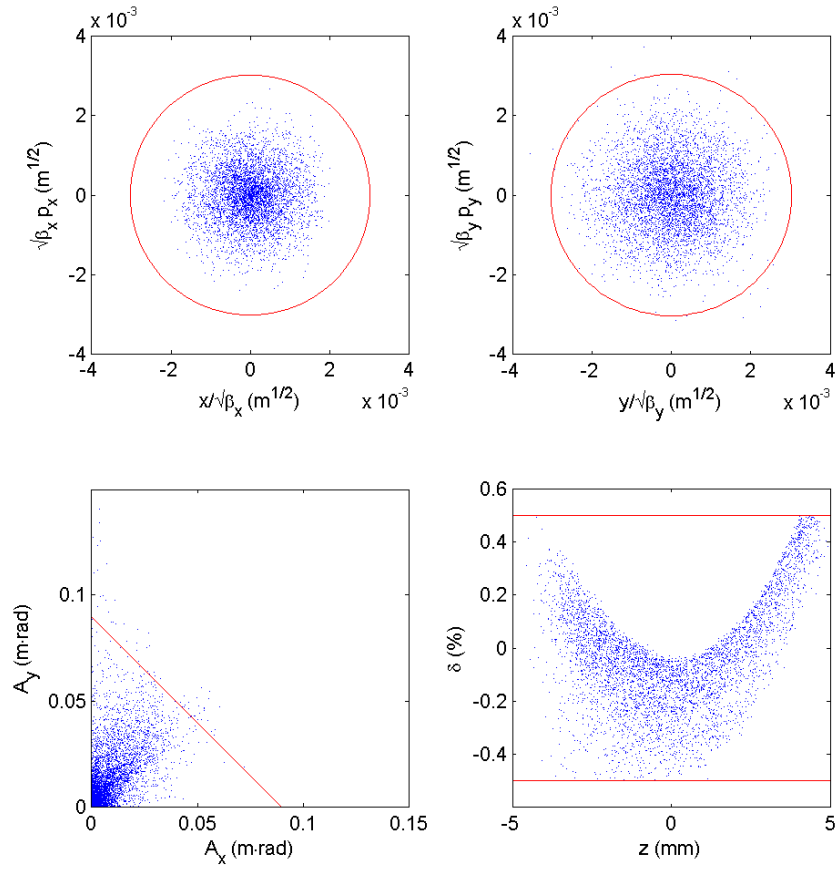 x 10⁻³
4
2
0
-2
-4
√βₓ pₓ (m^{1/2})
-4 -2 0 2 4
x/√βₓ (m^{1/2}) x 10⁻³
x 10⁻³
4
2
0
-2
-4
√β_y p_y (m^{1/2})
-4 -2 0 2 4
y/√β_y (m^{1/2}) x 10⁻³
0.1
0.05
0
A_y (m·rad)
0 0.05 0.1 0.15
A_x (m·rad)
0.6
0.4
0.2
0
-0.2
-0.4
δ (%)
-5 0 5
z (mm)